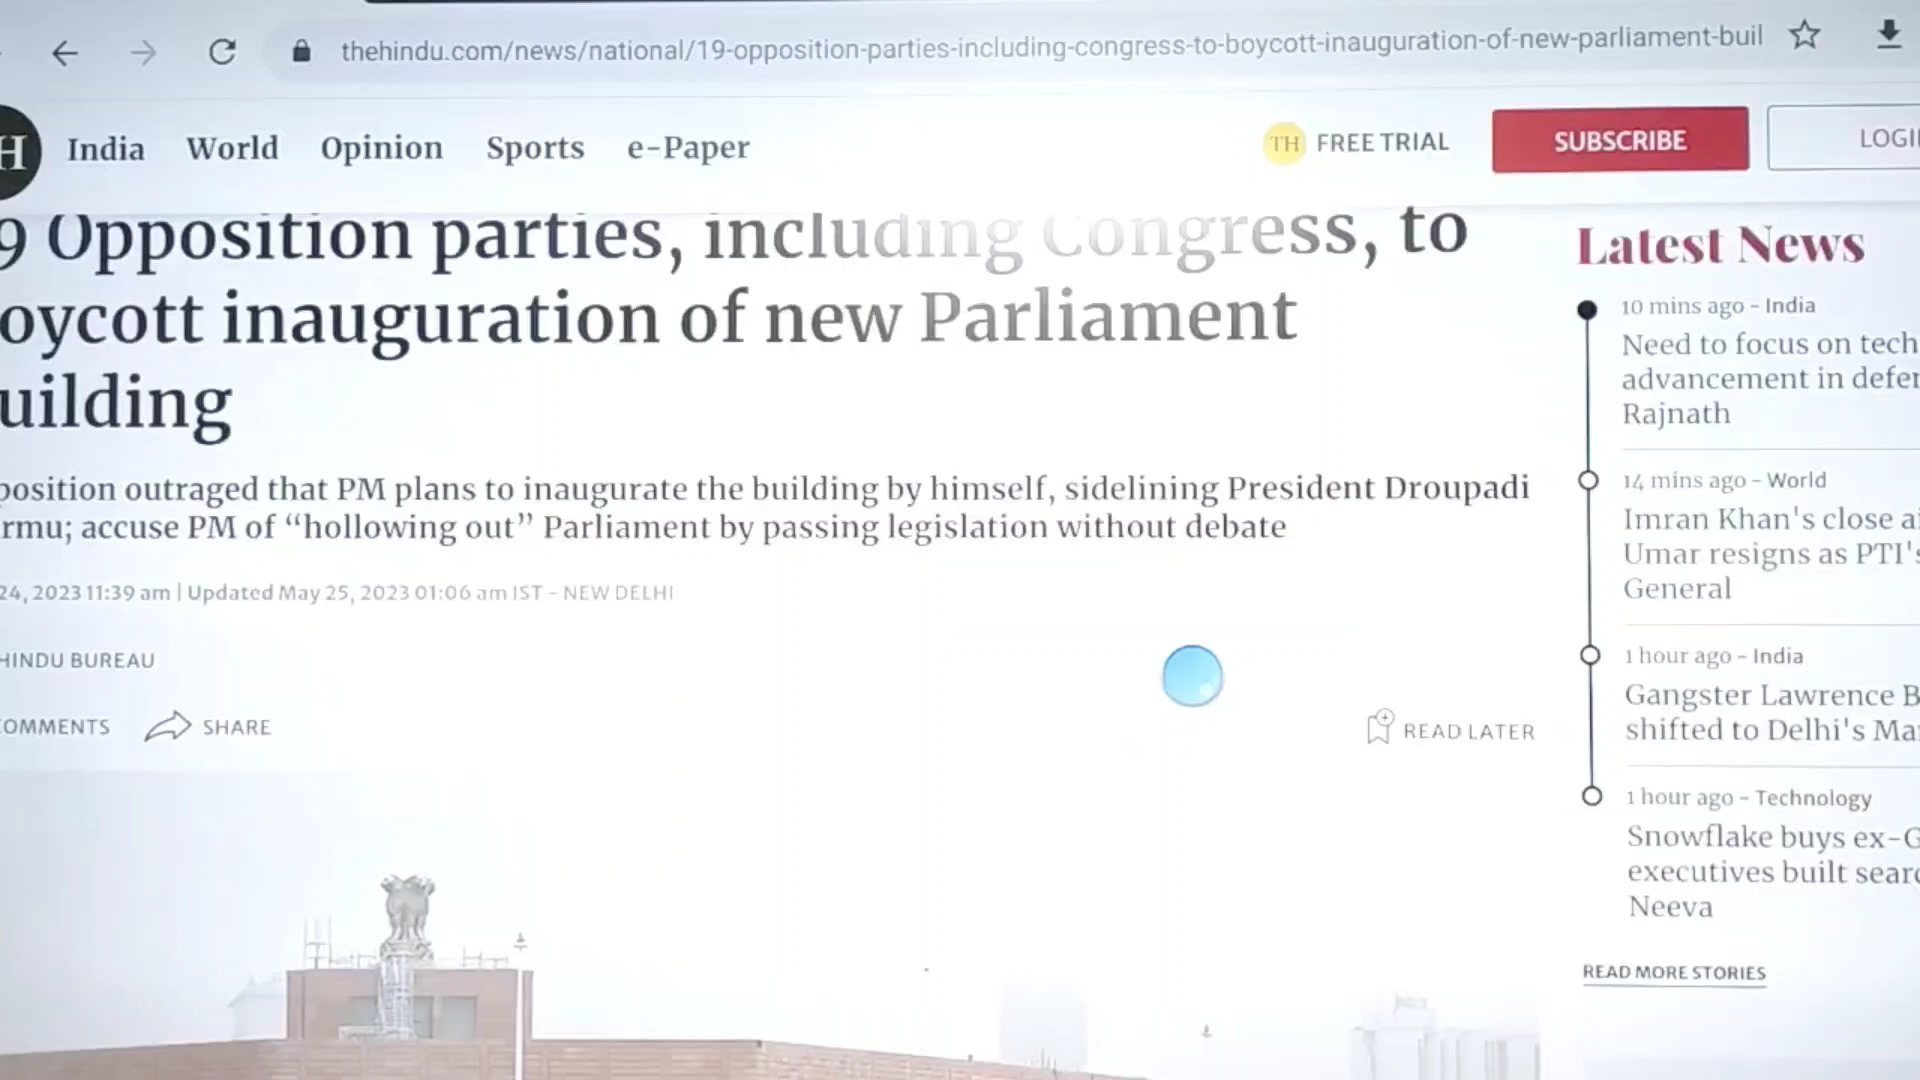 thehindu.com/news/national/19-opposition-parties-including-congress-to-boycott-inauguration-of-new-parliament-buil
H
India World Opinion Sports e-Paper
TH FREE TRIAL
SUBSCRIBE
LOGI
9 Opposition parties, including Congress, to
oycott inauguration of new Parliament
uilding
position outraged that PM plans to inaugurate the building by himself, sidelining President Droupadi
rmu; accuse PM of “hollowing out” Parliament by passing legislation without debate
24, 2023 11:39 am | Updated May 25, 2023 01:06 am IST - NEW DELHI
HINDU BUREAU
OMMENTS SHARE
READ LATER
Latest News
10 mins ago - India
Need to focus on tech
advancement in defen
Rajnath
14 mins ago - World
Imran Khan's close ai
Umar resigns as PTI's
General
1 hour ago - India
Gangster Lawrence B
shifted to Delhi's Ma
1 hour ago - Technology
Snowflake buys ex-G
executives built sear
Neeva
READ MORE STORIES